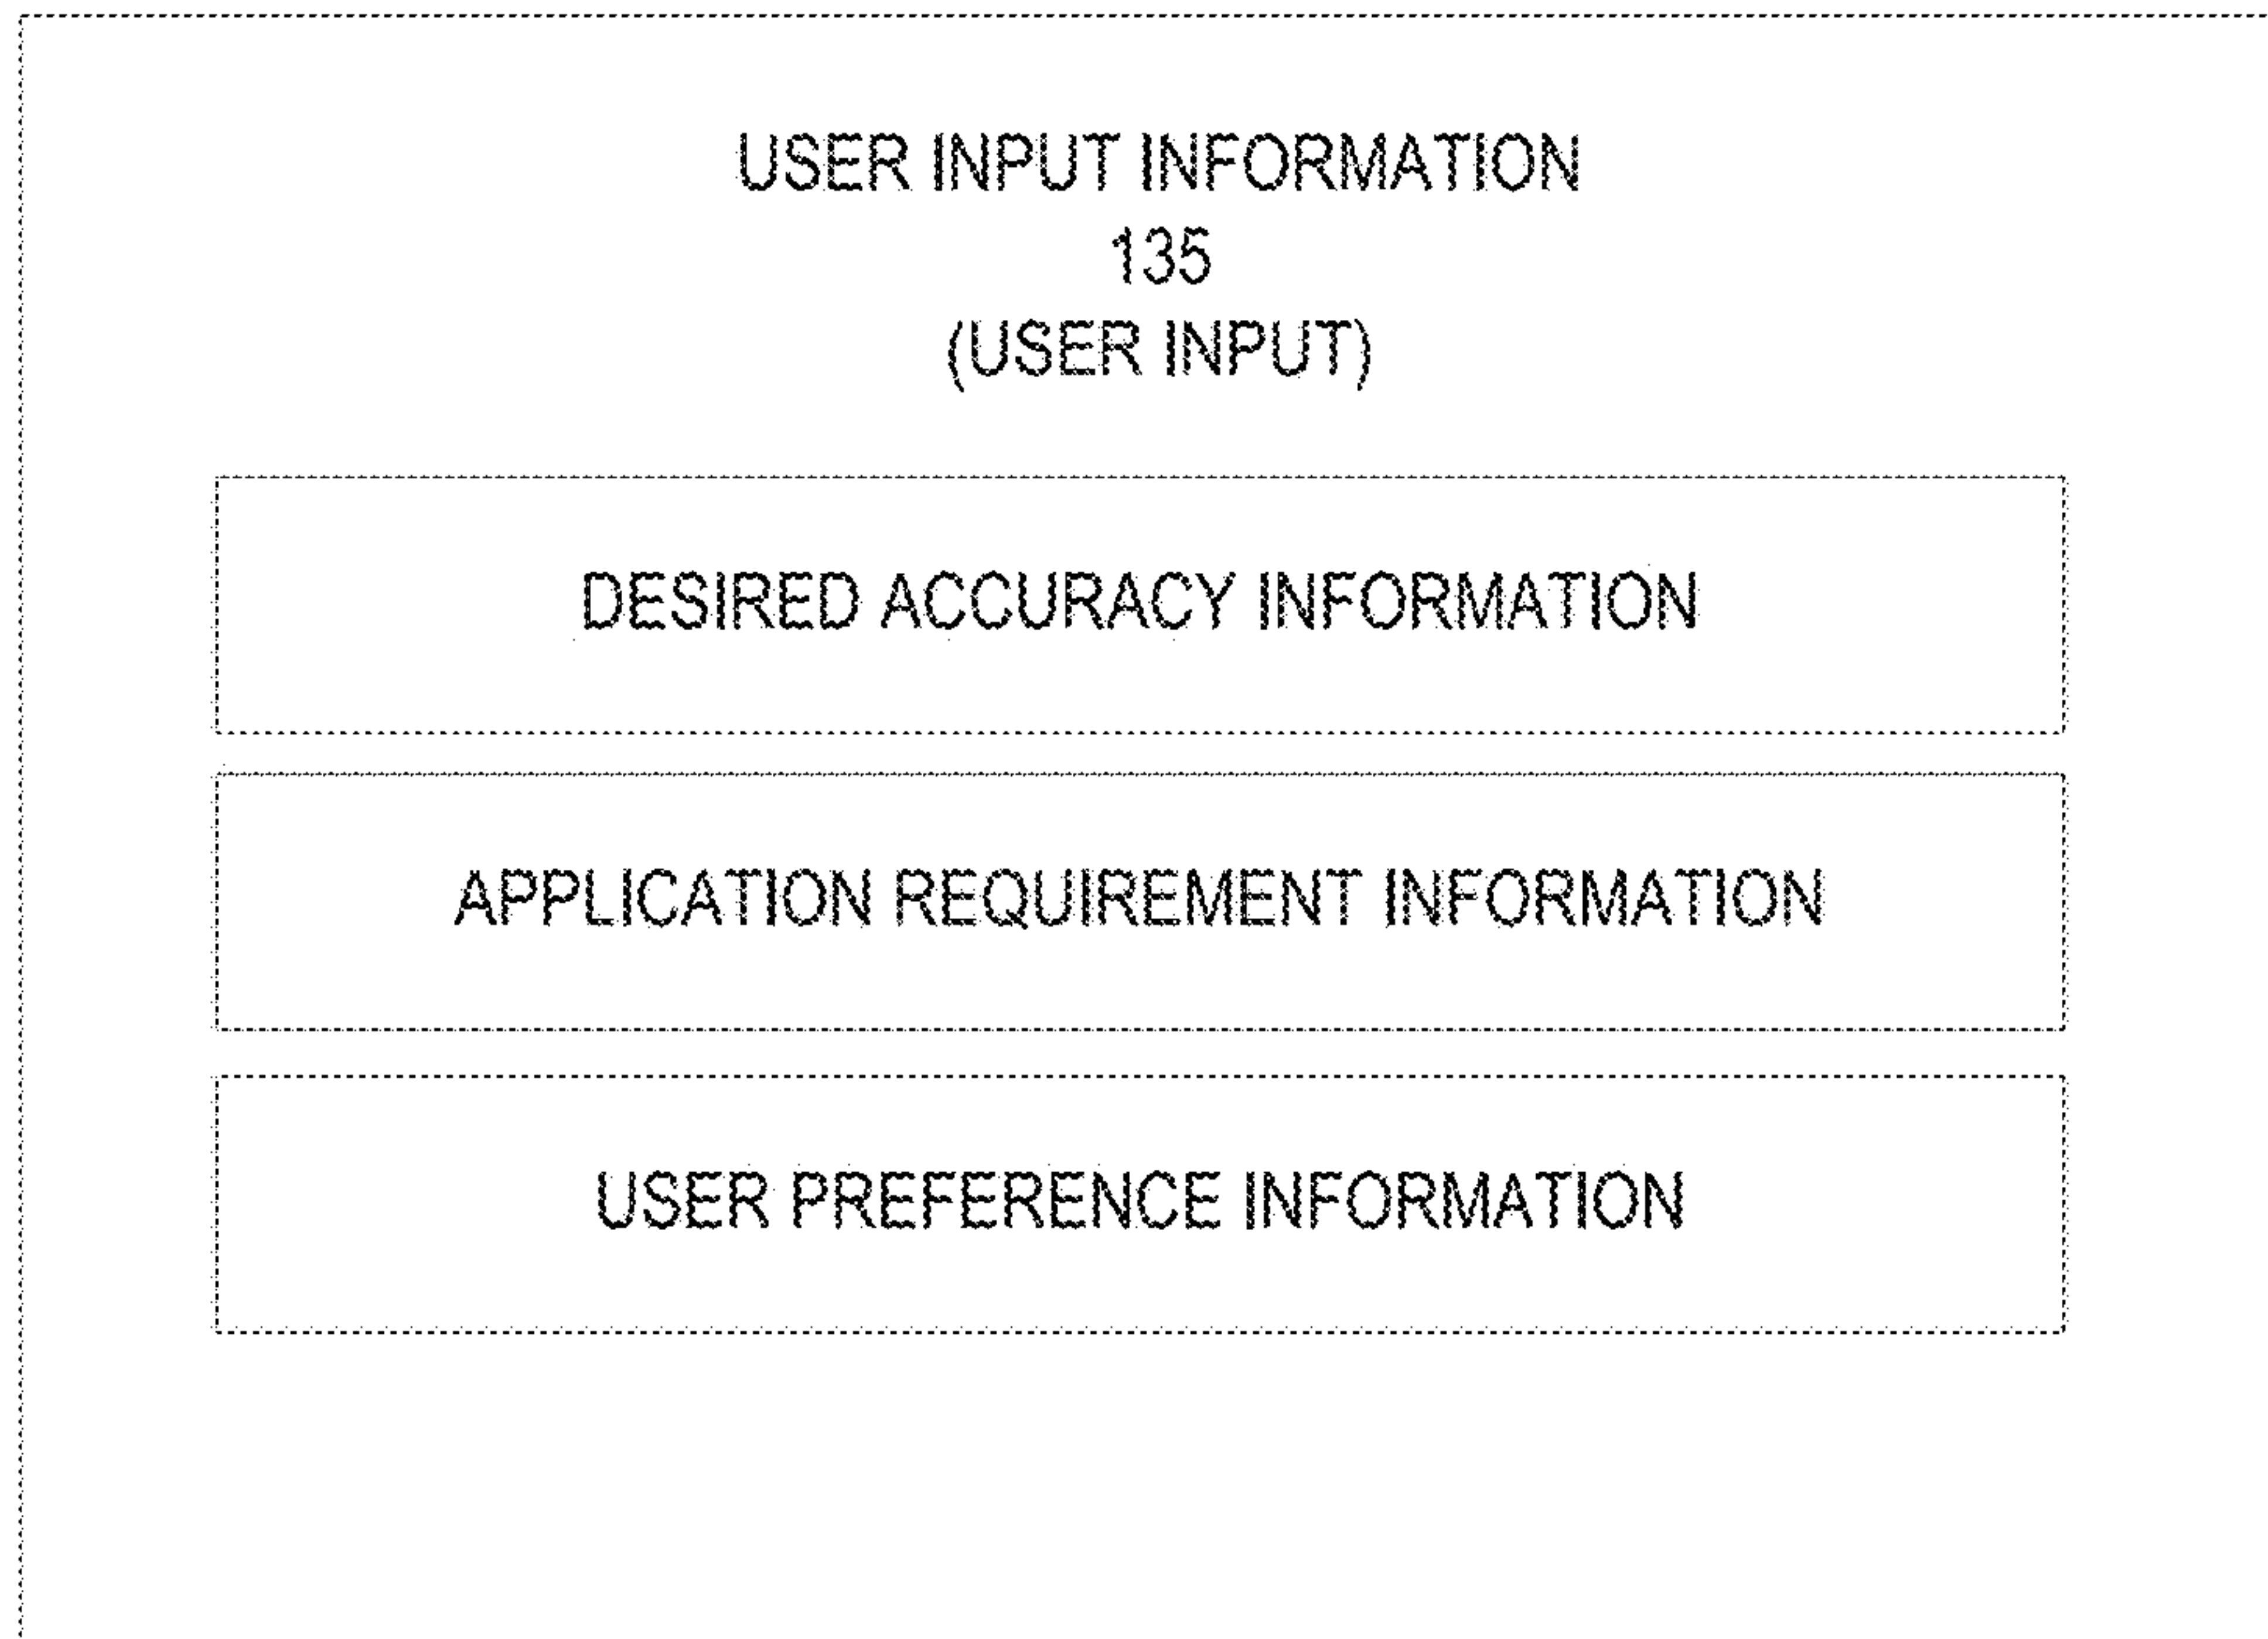 USER INPUT INFORMATION
135
(USER INPUT)
DESIRED ACCURACY INFORMATION
APPLICATION REQUIREMENT INFORMATION
USER PREFERENCE INFORMATION